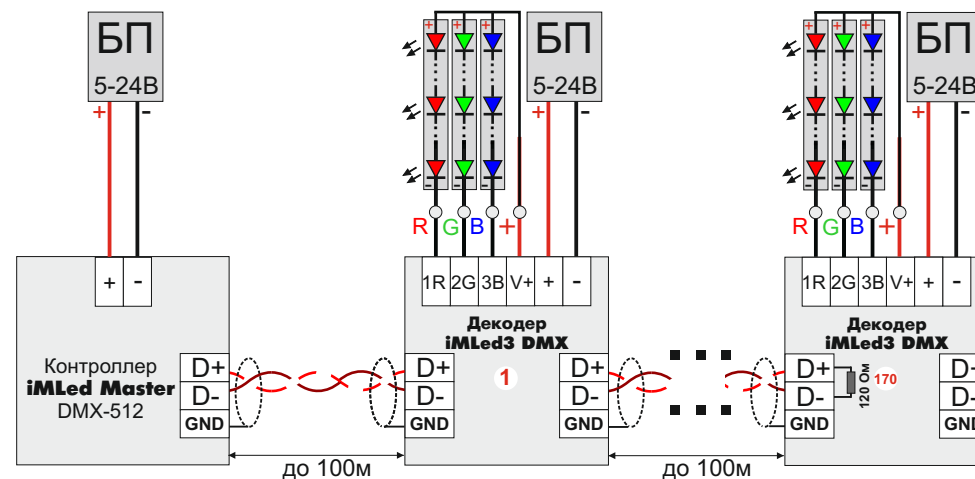 БП
5-24В
+ -
БП
5-24В
+ -
БП
5-24В
+ -
+ + +
- - -
R G B +
+ + +
- - -
R G B +
+ -
1R 2G 3B V+ + -
1R 2G 3B V+ + -
Контроллер
iMLed Master
DMX-512
D+
D-
GND
Декодер
iMLed3 DMX
1
D+
D-
GND
D+
D-
GND
Декодер
iMLed3 DMX
170
D+
D-
GND
120 Ом
D+
D-
GND
до 100м
до 100м